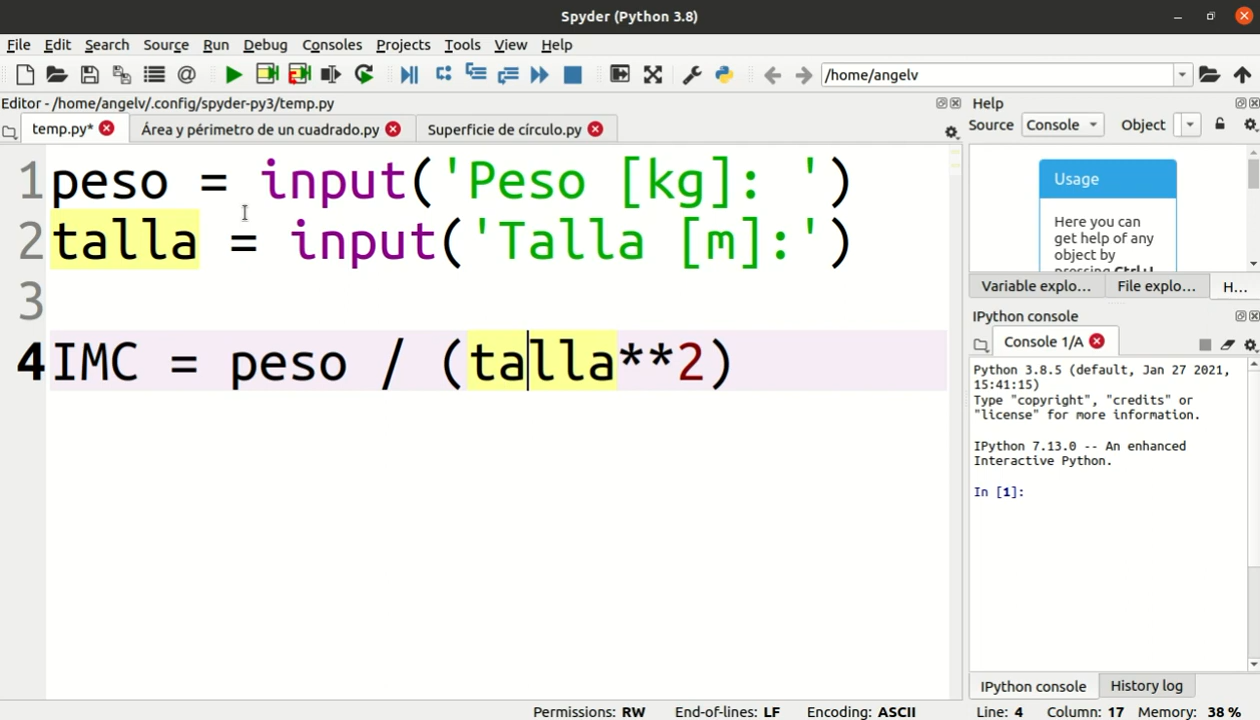 Spyder (Python 3.8)
File Edit Search Source Run Debug Consoles Projects Tools View Help
/home/angelv
Editor - /home/angelv/.config/spyder-py3/temp.py
temp.py* Área y périmetro de un cuadrado.py Superficie de círculo.py
1 peso = input('Peso [kg]: ')
2 talla = input('Talla [m]:')
3
4 IMC = peso / (talla**2)
Help
Source Console Object
Usage
Here you can
get help of any
object by
pressing Ctrl+I
Variable explo... File explo... H...
IPython console
Console 1/A
Python 3.8.5 (default, Jan 27 2021,
15:41:15)
Type "copyright", "credits" or
"license" for more information.
IPython 7.13.0 -- An enhanced
Interactive Python.
In [1]:
IPython console History log
Permissions: RW End-of-lines: LF Encoding: ASCII Line: 4 Column: 17 Memory: 38 %